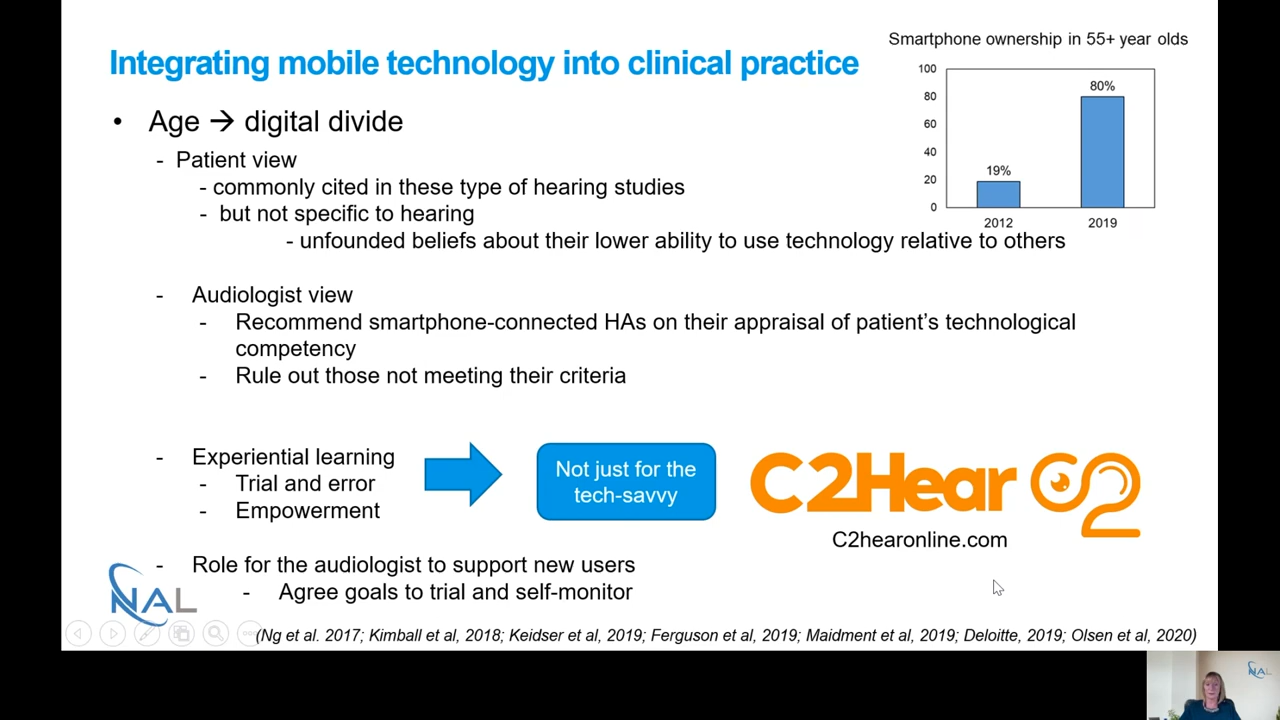 Integrating mobile technology into clinical practice
Smartphone ownership in 55+ year olds
100
80
60
40
20
0
19%
80%
2012
2019
• Age → digital divide
- Patient view
- commonly cited in these type of hearing studies
- but not specific to hearing
- unfounded beliefs about their lower ability to use technology relative to others
- Audiologist view
- Recommend smartphone-connected HAs on their appraisal of patient's technological
competency
- Rule out those not meeting their criteria
- Experiential learning
- Trial and error
- Empowerment
Not just for the
tech-savvy
C2Hear
C2hearonline.com
- Role for the audiologist to support new users
- Agree goals to trial and self-monitor
NAL
(Ng et al. 2017; Kimball et al, 2018; Keidser et al, 2019; Ferguson et al, 2019; Maidment et al, 2019; Deloitte, 2019; Olsen et al, 2020)
NAL